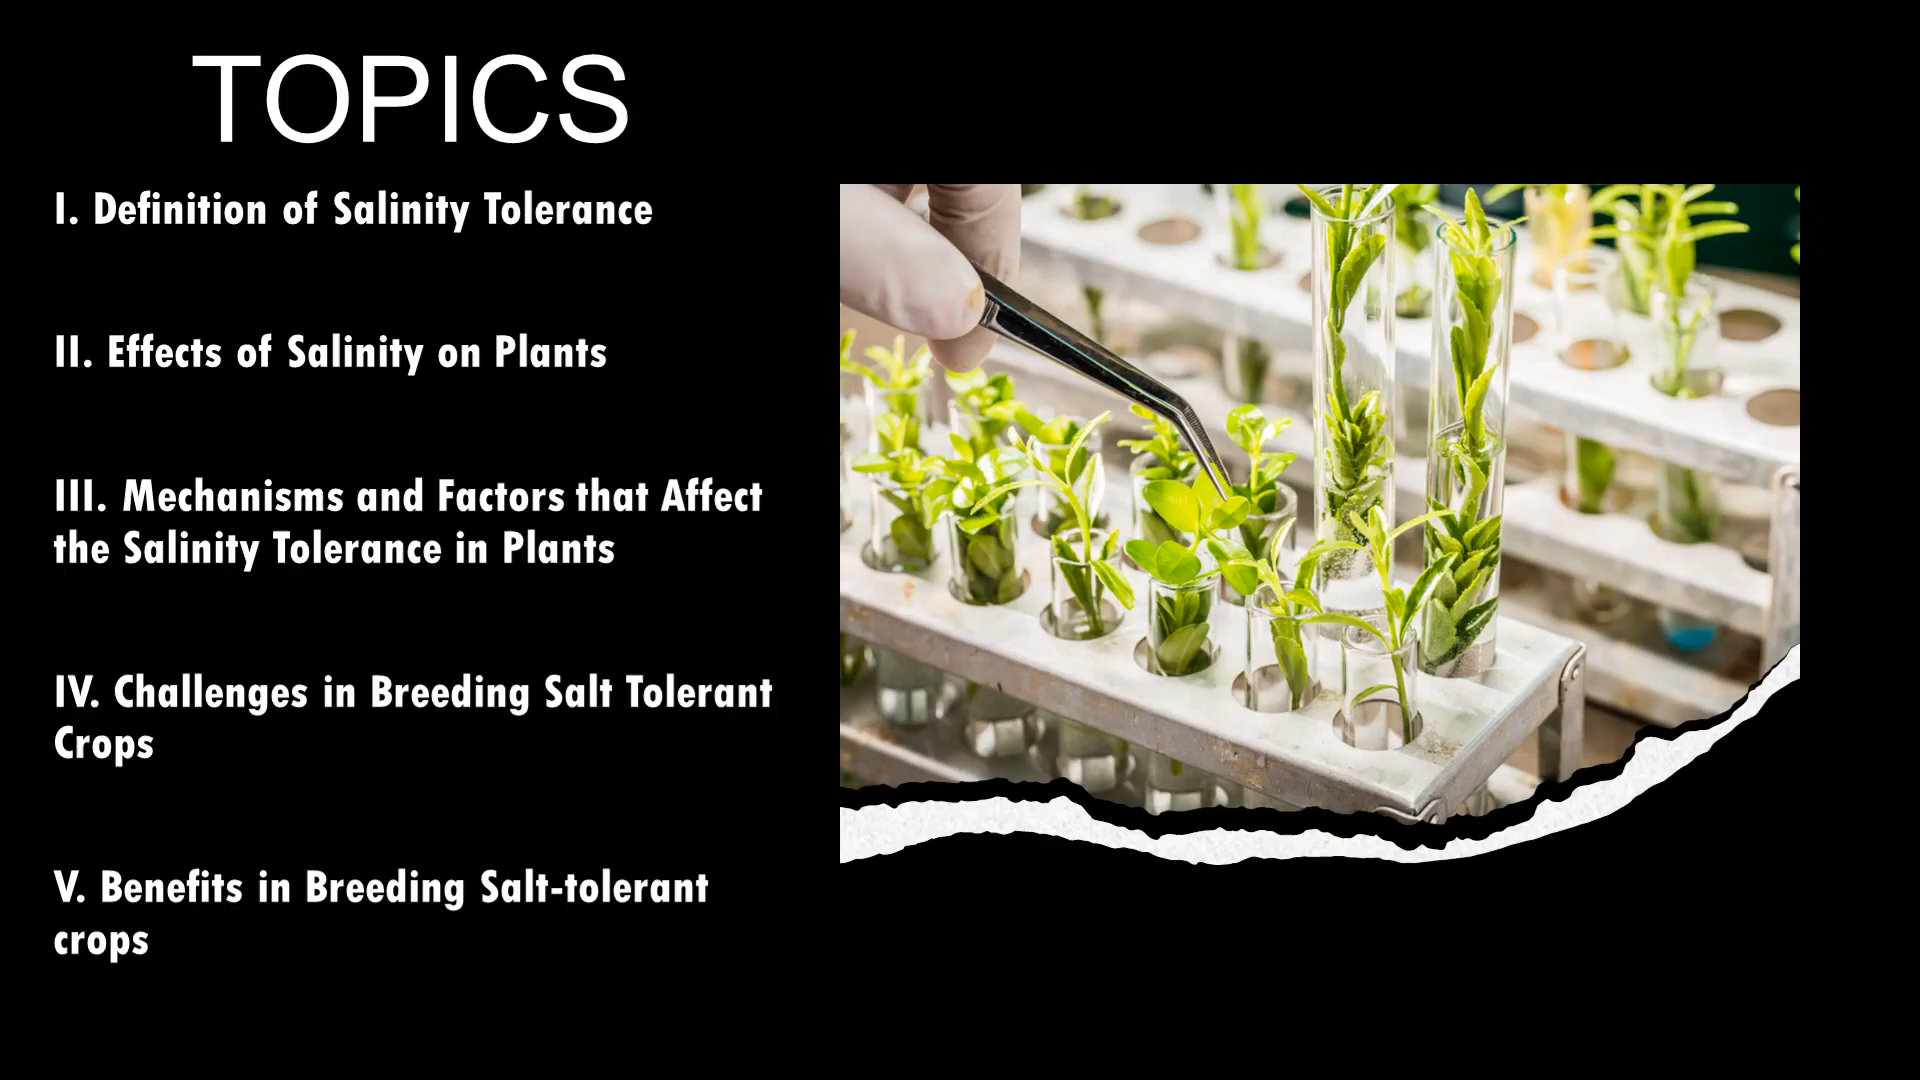 TOPICS
I. Definition of Salinity Tolerance
II. Effects of Salinity on Plants
III. Mechanisms and Factors that Affect
the Salinity Tolerance in Plants
IV. Challenges in Breeding Salt Tolerant
Crops
V. Benefits in Breeding Salt-tolerant
crops